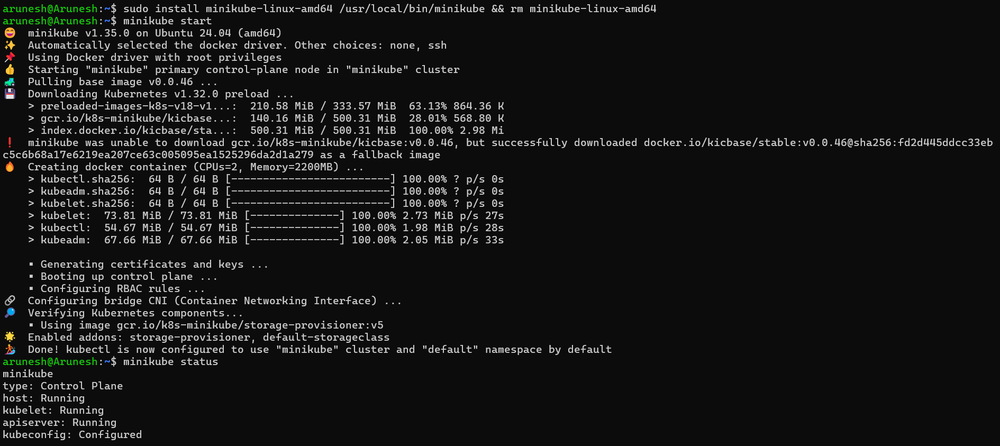 arunesh@Arunesh:~$ sudo install minikube-linux-amd64 /usr/local/bin/minikube && rm minikube-linux-amd64
arunesh@Arunesh:~$ minikube start
😄  minikube v1.35.0 on Ubuntu 24.04 (amd64)
✨  Automatically selected the docker driver. Other choices: none, ssh
📌  Using Docker driver with root privileges
👍  Starting "minikube" primary control-plane node in "minikube" cluster
🚜  Pulling base image v0.0.46 ...
💾  Downloading Kubernetes v1.32.0 preload ...
    > preloaded-images-k8s-v18-v1...:  210.58 MiB / 333.57 MiB  63.13% 864.36 K
    > gcr.io/k8s-minikube/kicbase...:  140.16 MiB / 500.31 MiB  28.01% 568.80 K
    > index.docker.io/kicbase/sta...:  500.31 MiB / 500.31 MiB  100.00% 2.98 Mi
❗  minikube was unable to download gcr.io/k8s-minikube/kicbase:v0.0.46, but successfully downloaded docker.io/kicbase/stable:v0.0.46@sha256:fd2d445ddcc33eb
c5c6b68a17e6219ea207ce63c005095ea1525296da2d1a279 as a fallback image
🔥  Creating docker container (CPUs=2, Memory=2200MB) ...
    > kubectl.sha256:  64 B / 64 B [-------------------------] 100.00% ? p/s 0s
    > kubeadm.sha256:  64 B / 64 B [-------------------------] 100.00% ? p/s 0s
    > kubelet.sha256:  64 B / 64 B [-------------------------] 100.00% ? p/s 0s
    > kubelet:  73.81 MiB / 73.81 MiB [--------------] 100.00% 2.73 MiB p/s 27s
    > kubectl:  54.67 MiB / 54.67 MiB [--------------] 100.00% 1.98 MiB p/s 28s
    > kubeadm:  67.66 MiB / 67.66 MiB [--------------] 100.00% 2.05 MiB p/s 33s
    ▪ Generating certificates and keys ...
    ▪ Booting up control plane ...
    ▪ Configuring RBAC rules ...
🔗  Configuring bridge CNI (Container Networking Interface) ...
🔎  Verifying Kubernetes components...
    ▪ Using image gcr.io/k8s-minikube/storage-provisioner:v5
🌟  Enabled addons: storage-provisioner, default-storageclass
🏄  Done! kubectl is now configured to use "minikube" cluster and "default" namespace by default
arunesh@Arunesh:~$ minikube status
minikube
type: Control Plane
host: Running
kubelet: Running
apiserver: Running
kubeconfig: Configured